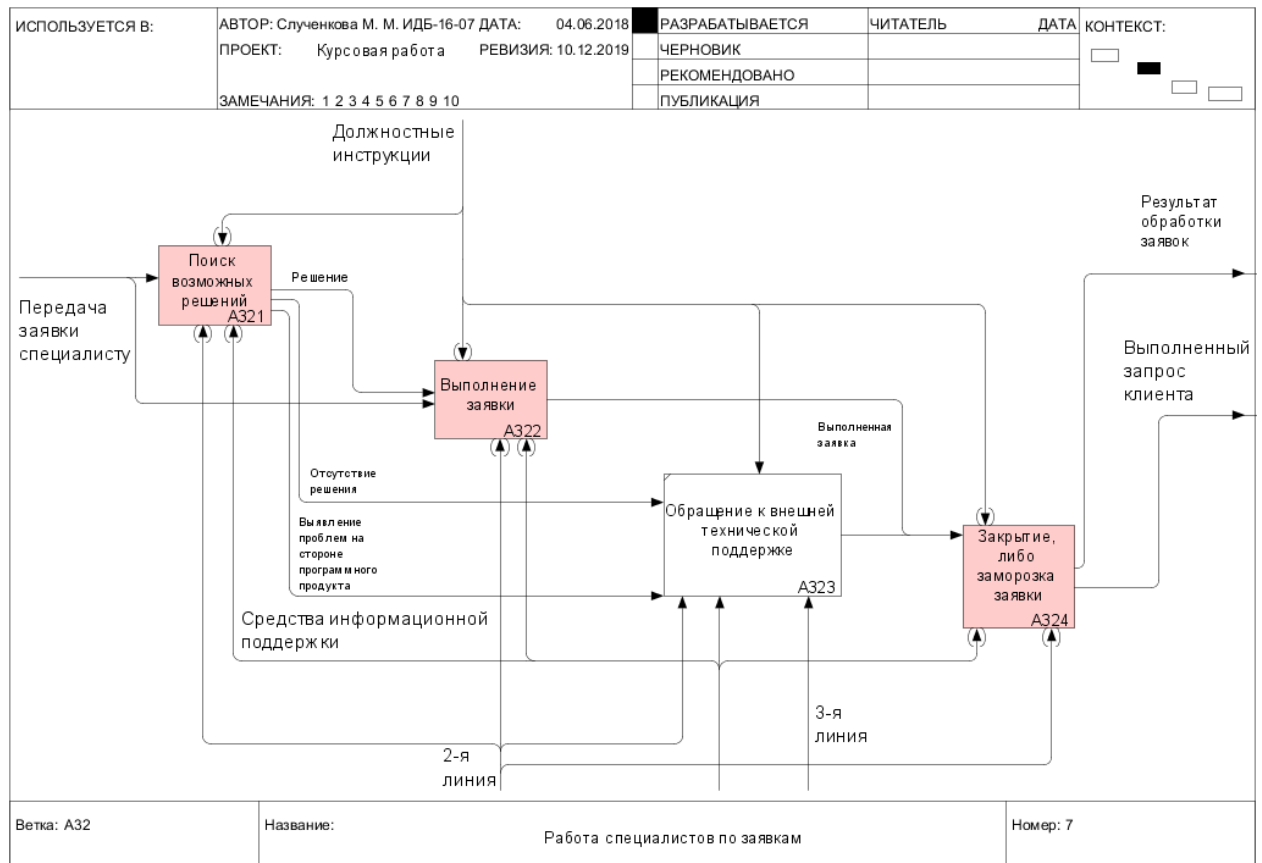 ИСПОЛЬЗУЕТСЯ В:
АВТОР: Служенкова М. М. ИДБ-16-07 ДАТА: 04.06.2018
ПРОЕКТ: Курсовая работа РЕВИЗИЯ: 10.12.2019
ЗАМЕЧАНИЯ: 1 2 3 4 5 6 7 8 9 10
РАЗРАБАТЫВАЕТСЯ
ЧЕРНОВИК
РЕКОМЕНДОВАНО
ПУБЛИКАЦИЯ
ЧИТАТЕЛЬ ДАТА
КОНТЕКСТ:
Должностные
инструкции
Результат
обработки
заявок
Поиск
возможных
решений
A321
Решение
Передача
заявки
специалисту
Выполненный
запрос
клиента
Выполнение
заявки
A322
Выполненная
заявка
Отсутствие
решения
Обращение к внешней
технической
поддержке
A323
Выявление
проблем на
стороне
программного
продукта
Закрытие,
либо
заморозка
заявки
A324
Средства информационной
поддержки
3-я
линия
2-я
линия
Ветка: A32
Название:
Работа специалистов по заявкам
Номер: 7